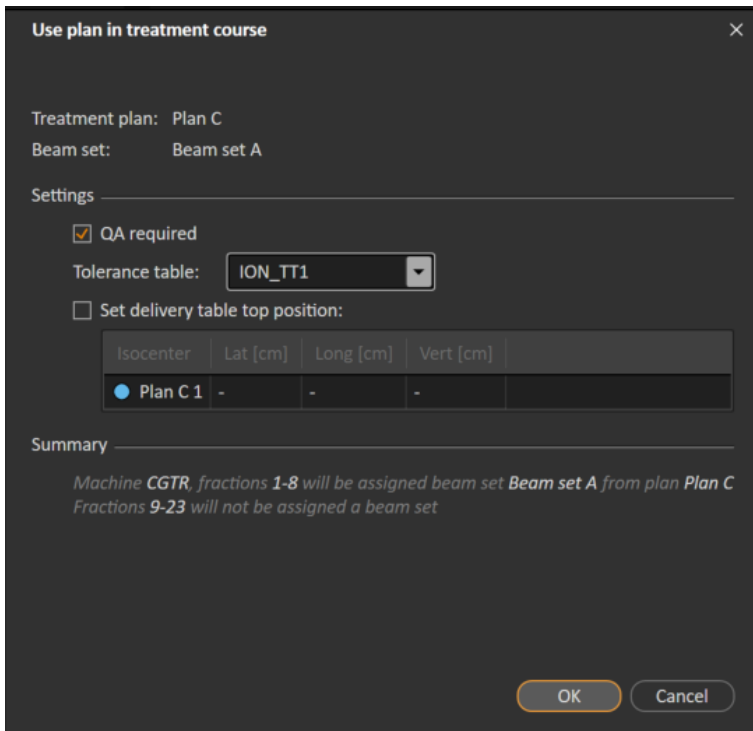 Use plan in treatment course
Treatment plan: Plan C
Beam set: Beam set A
Settings
QA required
Tolerance table: ION_TT1
Set delivery table top position:
Isocenter Lat [cm] Long [cm] Vert [cm]
Plan C 1 - - -
Summary
Machine CGTR, fractions 1-8 will be assigned beam set Beam set A from plan Plan C
Fractions 9-23 will not be assigned a beam set
OK Cancel